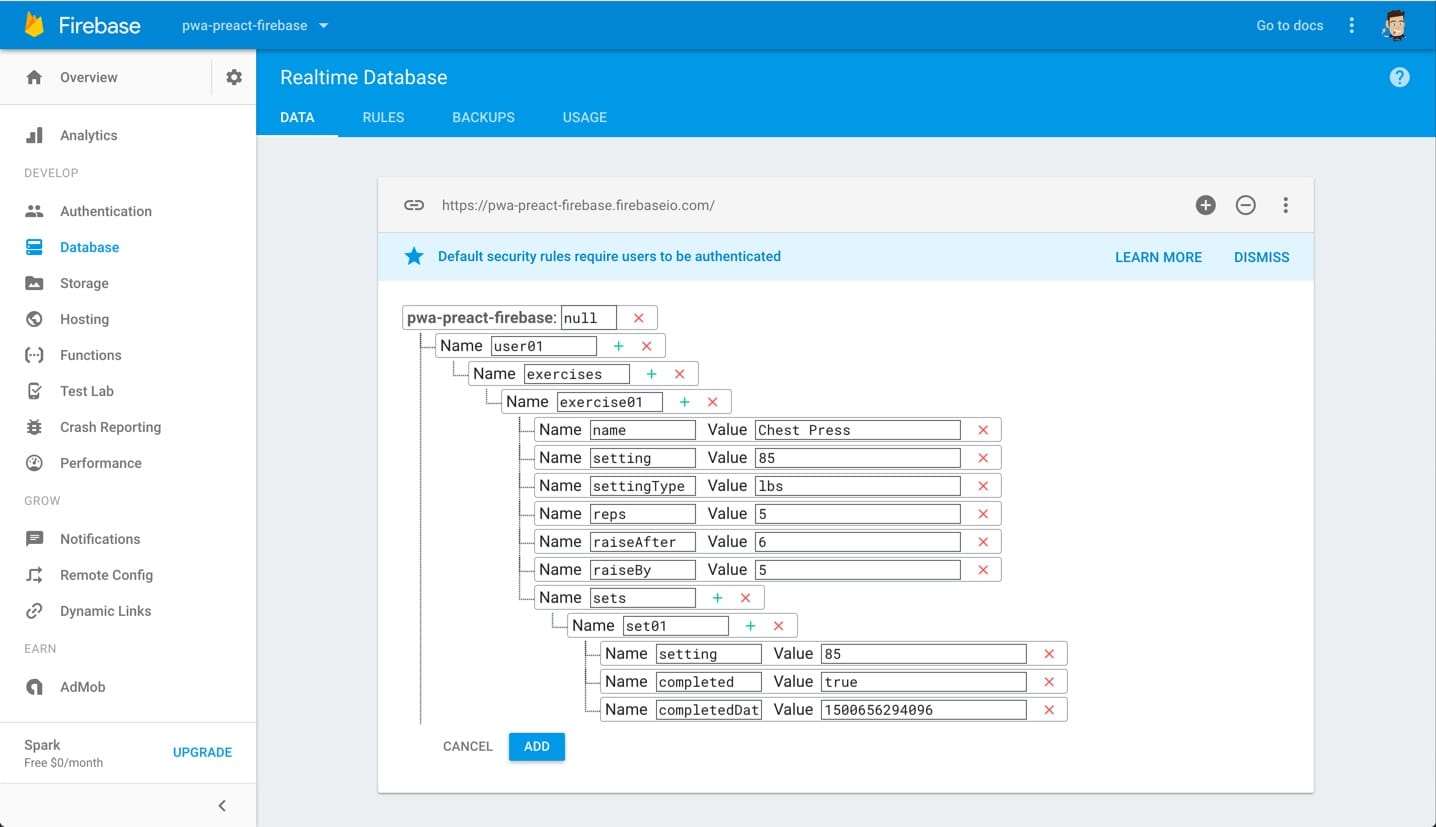 Firebase pwa-preact-firebase Go to docs
Overview
Realtime Database ?
DATA RULES BACKUPS USAGE
Analytics
DEVELOP
Authentication
Database
Storage
Hosting
Functions
Test Lab
Crash Reporting
Performance
GROW
Notifications
Remote Config
Dynamic Links
EARN
AdMob
Spark
Free $0/month
UPGRADE
https://pwa-preact-firebase.firebaseio.com/
Default security rules require users to be authenticated LEARN MORE DISMISS
pwa-preact-firebase: null
Name user01
Name exercises
Name exercise01
Name name Value Chest Press
Name setting Value 85
Name settingType Value lbs
Name reps Value 5
Name raiseAfter Value 6
Name raiseBy Value 5
Name sets
Name set01
Name setting Value 85
Name completed Value true
Name completedDat Value 1500656294096
CANCEL ADD